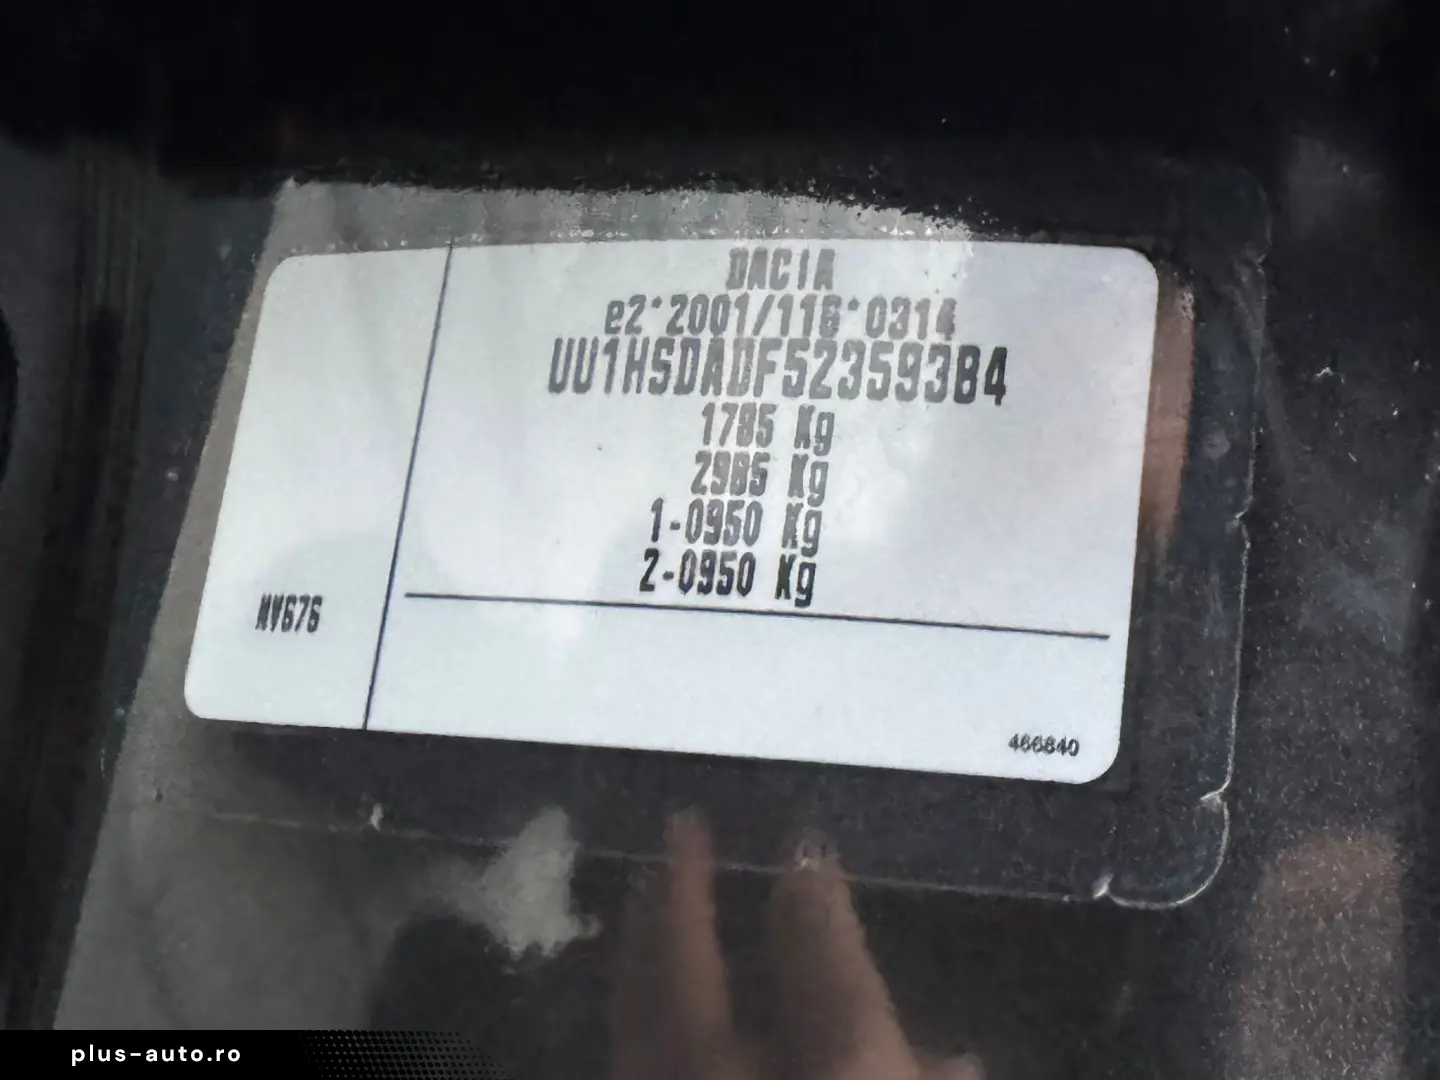 DACIA
e2*2001/116*0314
UU1HSDADF52359384
1785 Kg
2985 Kg
1-0950 Kg
2-0950 Kg
NV676
466840
plus-auto.ro